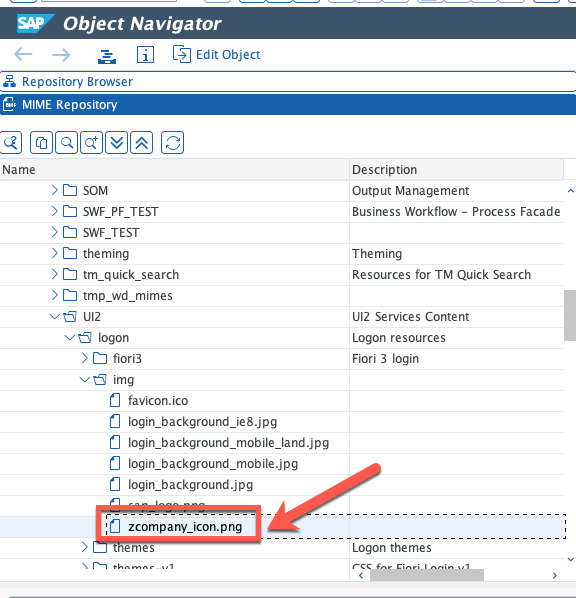 SAP Object Navigator
Edit Object
Repository Browser
MIME Repository
Name Description
SOM Output Management
SWF_PF_TEST Business Workflow - Process Facade
SWF_TEST
theming Theming
tm_quick_search Resources for TM Quick Search
tmp_wd_mimes
UI2 UI2 Services Content
logon Logon resources
fiori3 Fiori 3 login
img
favicon.ico
login_background_ie8.jpg
login_background_mobile_land.jpg
login_background_mobile.jpg
login_background.jpg
sap_logo.png
zcompany_icon.png
themes Logon themes
themes-v1 CSS for Fiori Login v1